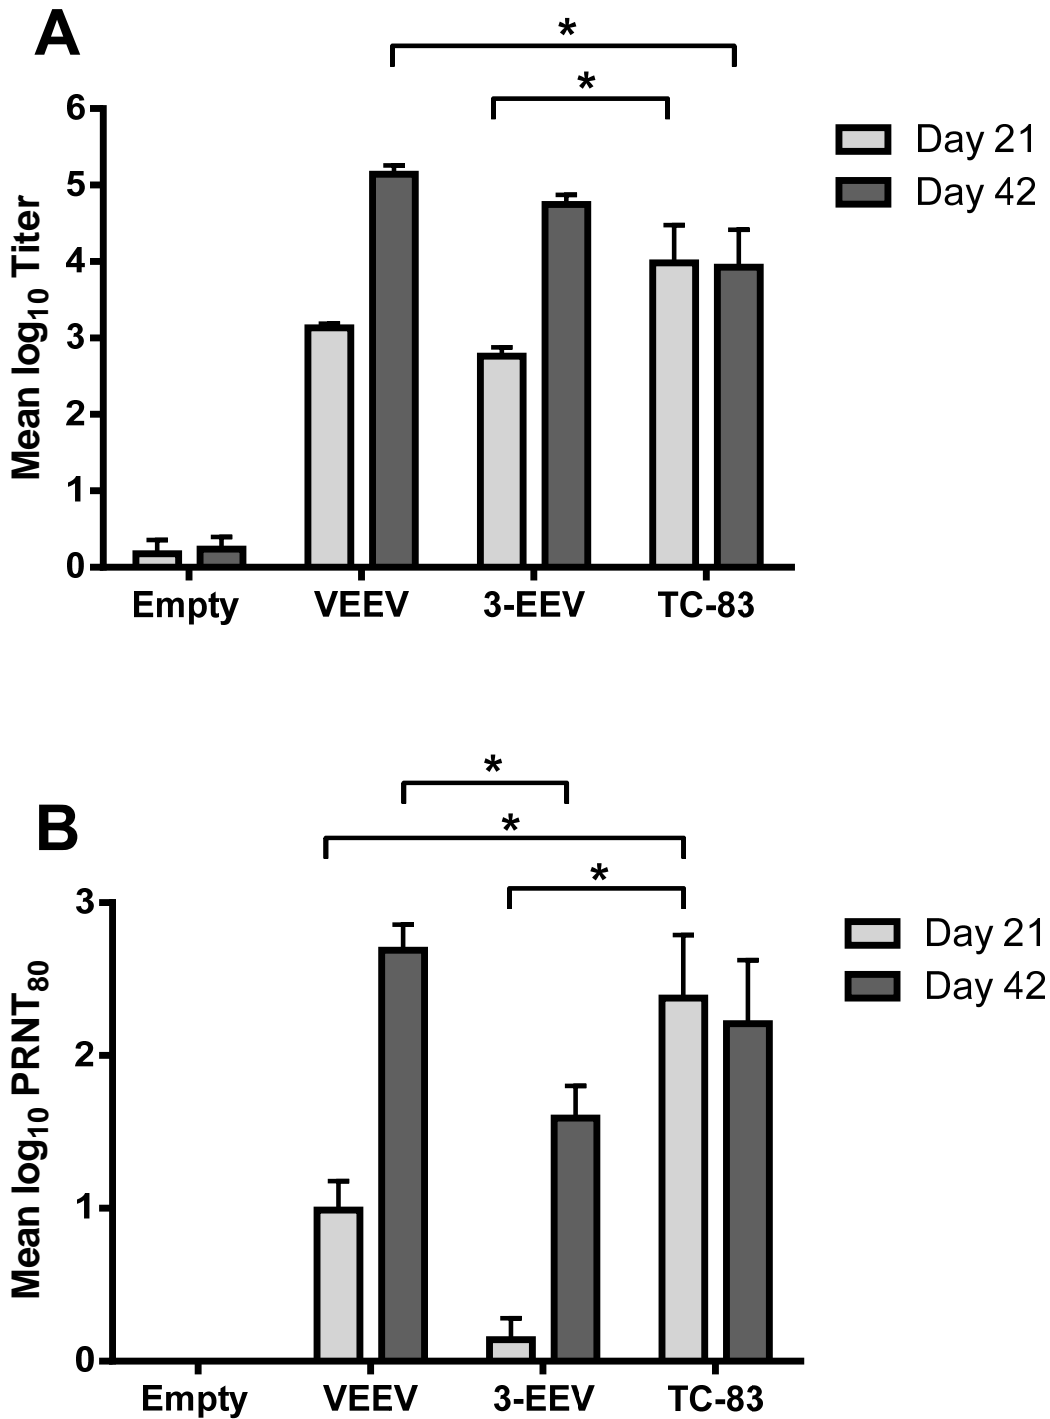 A
*
*
6
5
4
3
2
1
0
Mean log10 Titer
Day 21
Day 42
Empty VEEV 3-EEV TC-83
B
*
*
*
3
2
1
0
Mean log10 PRNT80
Day 21
Day 42
Empty VEEV 3-EEV TC-83